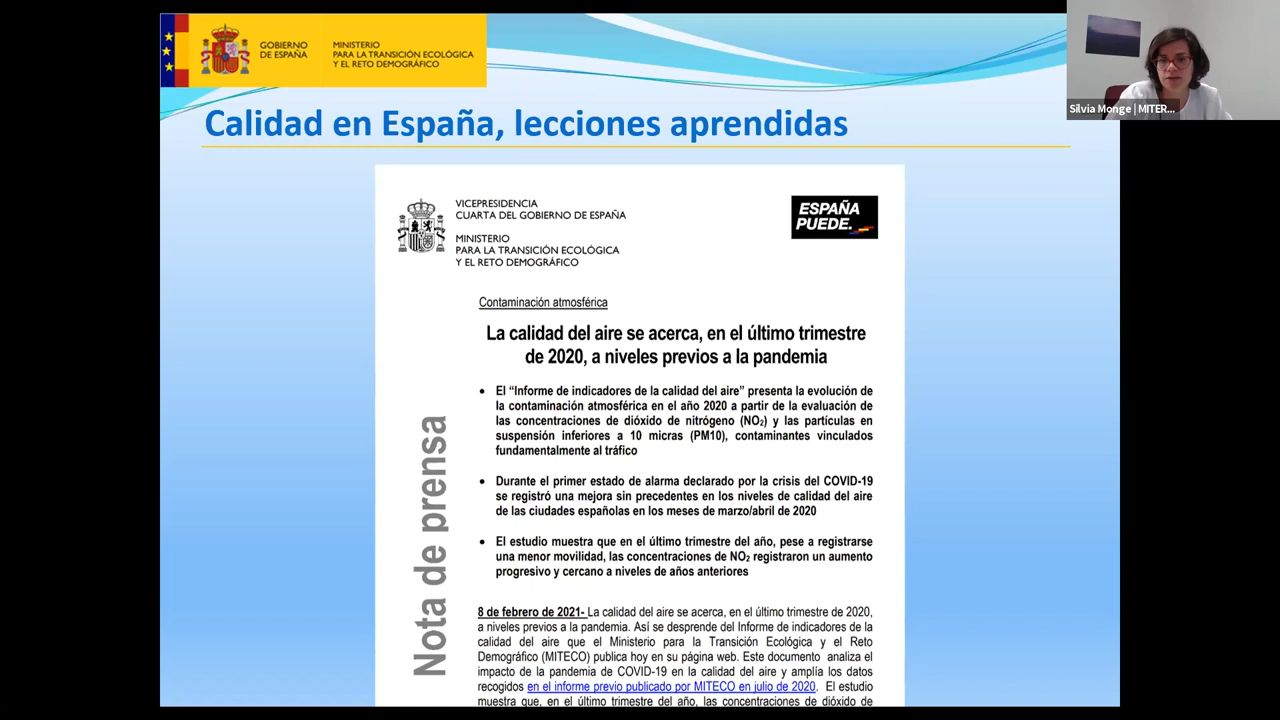 GOBIERNO
DE ESPAÑA
MINISTERIO
PARA LA TRANSICIÓN ECOLÓGICA
Y EL RETO DEMOGRÁFICO
Silvia Monge | MITER...
Calidad en España, lecciones aprendidas
VICEPRESIDENCIA
CUARTA DEL GOBIERNO DE ESPAÑA
MINISTERIO
PARA LA TRANSICIÓN ECOLÓGICA
Y EL RETO DEMOGRÁFICO
ESPAÑA
PUEDE.
Nota de prensa
Contaminación atmosférica
La calidad del aire se acerca, en el último trimestre
de 2020, a niveles previos a la pandemia
• El “Informe de indicadores de la calidad del aire” presenta la evolución de
la contaminación atmosférica en el año 2020 a partir de la evaluación de
las concentraciones de dióxido de nitrógeno (NO₂) y las partículas en
suspensión inferiores a 10 micras (PM10), contaminantes vinculados
fundamentalmente al tráfico
• Durante el primer estado de alarma declarado por la crisis del COVID-19
se registró una mejora sin precedentes en los niveles de calidad del aire
de las ciudades españolas en los meses de marzo/abril de 2020
• El estudio muestra que en el último trimestre del año, pese a registrarse
una menor movilidad, las concentraciones de NO₂ registraron un aumento
progresivo y cercano a niveles de años anteriores
8 de febrero de 2021- La calidad del aire se acerca, en el último trimestre de 2020,
a niveles previos a la pandemia. Así se desprende del Informe de indicadores de la
calidad del aire que el Ministerio para la Transición Ecológica y el Reto
Demográfico (MITECO) publica hoy en su página web. Este documento analiza el
impacto de la pandemia de COVID-19 en la calidad del aire y amplía los datos
recogidos en el informe previo publicado por MITECO en julio de 2020. El estudio
muestra que, en el último trimestre del año, las concentraciones de dióxido de